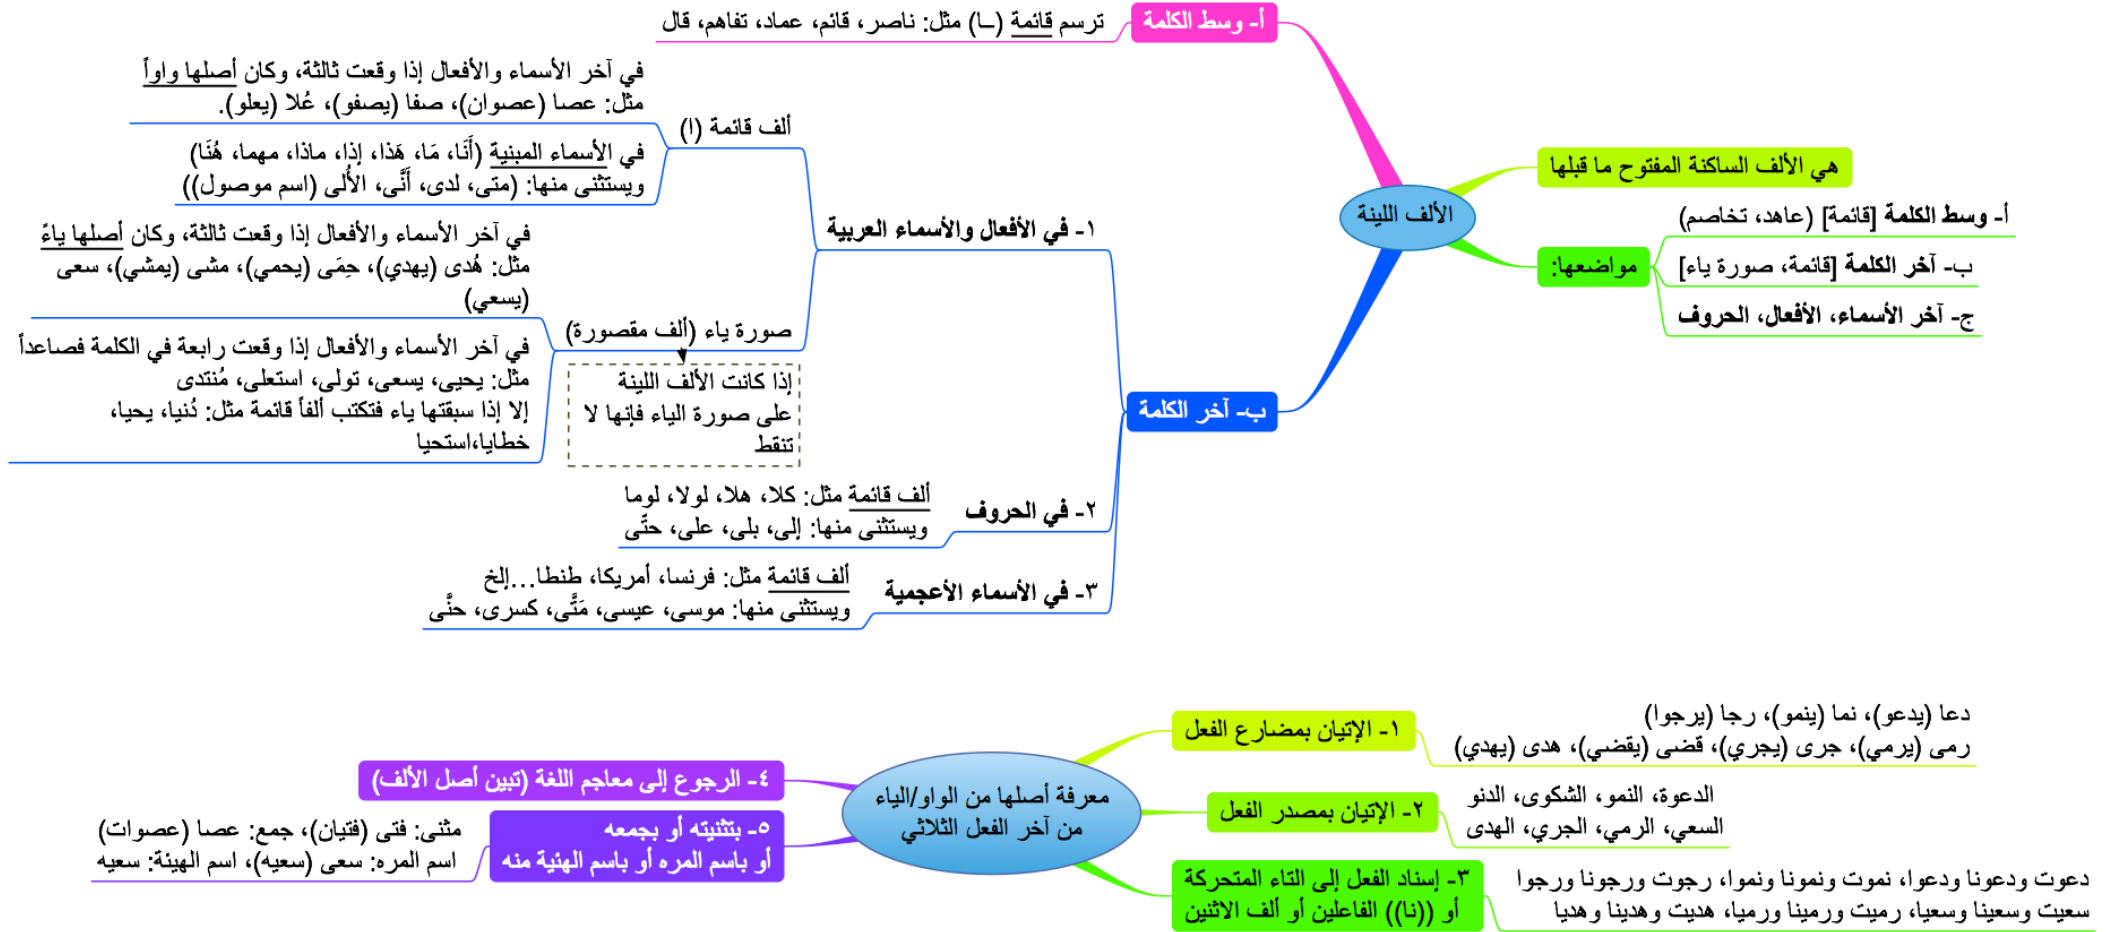 الألف اللينة
هي الألف الساكنة المفتوح ما قبلها
مواضعها:
أ- وسط الكلمة [قائمة] (عاهد، تخاصم)
ب- آخر الكلمة [قائمة، صورة ياء]
ج- آخر الأسماء، الأفعال، الحروف
أ- وسط الكلمة
ترسم قائمة (ـا) مثل: ناصر، قائم، عماد، تفاهم، قال
ب- آخر الكلمة
١- في الأفعال والأسماء العربية
ألف قائمة (ا)
في آخر الأسماء والأفعال إذا وقعت ثالثة، وكان أصلها واواً
مثل: عصا (عصوان)، صفا (يصفو)، عُلا (يعلو).
في الأسماء المبنية (أَنَا، مَا، هَذا، إذا، ماذا، مهما، هُنَا)
ويستثنى منها: (متى، لدى، أَنَّى، الأُلى (اسم موصول))
صورة ياء (ألف مقصورة)
في آخر الأسماء والأفعال إذا وقعت ثالثة، وكان أصلها ياءً
مثل: هُدى (يهدي)، حِمَى (يحمي)، مشى (يمشي)، سعى
(يسعي)
في آخر الأسماء والأفعال إذا وقعت رابعة في الكلمة فصاعداً
مثل: يحيى، يسعى، تولى، استعلى، مُنتدى
إلا إذا سبقتها ياء فتكتب ألفاً قائمة مثل: دُنيا، يحيا،
خطايا،استحيا
إذا كانت الألف اللينة
على صورة الياء فإنها لا
تنقط
٢- في الحروف
ألف قائمة مثل: كلا، هلا، لولا، لوما
ويستثنى منها: إلى، بلى، على، حتَّى
٣- في الأسماء الأعجمية
ألف قائمة مثل: فرنسا، أمريكا، طنطا...إلخ
ويستثنى منها: موسى، عيسى، مَتَّى، كسرى، حنَّى
معرفة أصلها من الواو/الياء
من آخر الفعل الثلاثي
١- الإتيان بمضارع الفعل
دعا (يدعو)، نما (ينمو)، رجا (يرجوا)
رمى (يرمي)، جرى (يجري)، قضى (يقضي)، هدى (يهدي)
٢- الإتيان بمصدر الفعل
الدعوة، النمو، الشكوى، الدنو
السعي، الرمي، الجري، الهدى
٣- إسناد الفعل إلى التاء المتحركة
أو ((نا)) الفاعلين أو ألف الاثنين
دعوت ودعونا ودعوا، نموت ونمونا ونموا، رجوت ورجونا ورجوا
سعيت وسعينا وسعيا، رميت ورمينا ورميا، هديت وهدينا وهديا
٤- الرجوع إلى معاجم اللغة (تبين أصل الألف)
٥- بتثنيته أو بجمعه
أو باسم المره أو باسم الهئية منه
مثنى: فتى (فتيان)، جمع: عصا (عصوات)
اسم المره: سعى (سعيه)، اسم الهيئة: سعيه